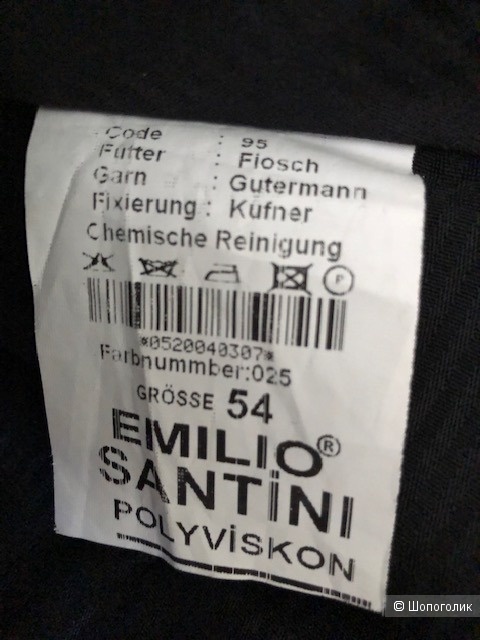 Code : 95
Futter : Fiosch
Garn : Gutermann
Fixierung : Kufner
Chemische Reinigung
P
*0520040307*
Farbnummber:025
GRÖSSE 54
EMILIO®
SANTiNi
POLYViSKON
© Шопоголик